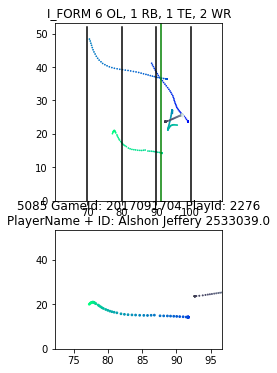 I_FORM 6 OL, 1 RB, 1 TE, 2 WR
50
40
30
20
10
0
70 80 90 100
5085 GameId: 2017091704 PlayId: 2276
PlayerName + ID: Alshon Jeffery 2533039.0
40
20
0
75 80 85 90 95